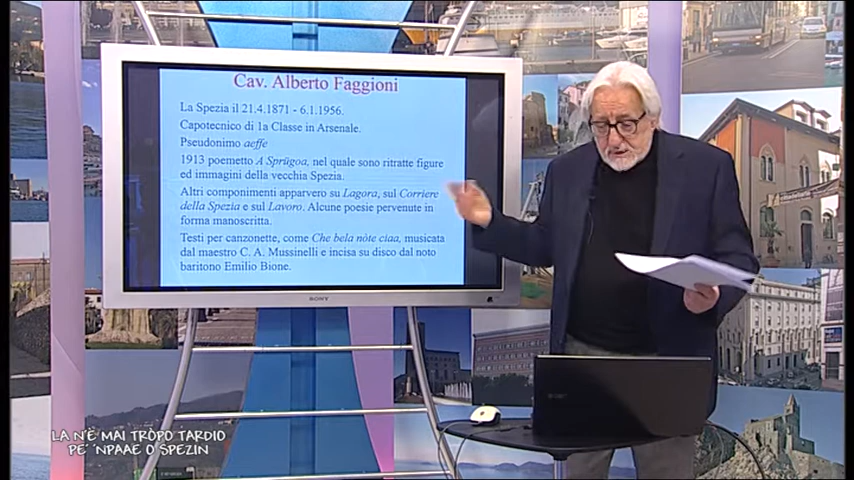 Cav. Alberto Faggioni
La Spezia il 21.4.1871 - 6.1.1956.
Capotecnico di 1a Classe in Arsenale.
Pseudonimo aeffe
1913 poemetto A Sprügoa, nel quale sono ritratte figure
ed immagini della vecchia Spezia.
Altri componimenti apparvero su Lagora, sul Corriere
della Spezia e sul Lavoro. Alcune poesie pervenute in
forma manoscritta.
Testi per canzonette, come Che bela nòte ciaa, musicata
dal maestro C. A. Mussinelli e incisa su disco dal noto
baritono Emilio Bione.
SONY
LA N'È MAI TRÒPO TARDIO
PE' 'NPAAE O SPEZIN